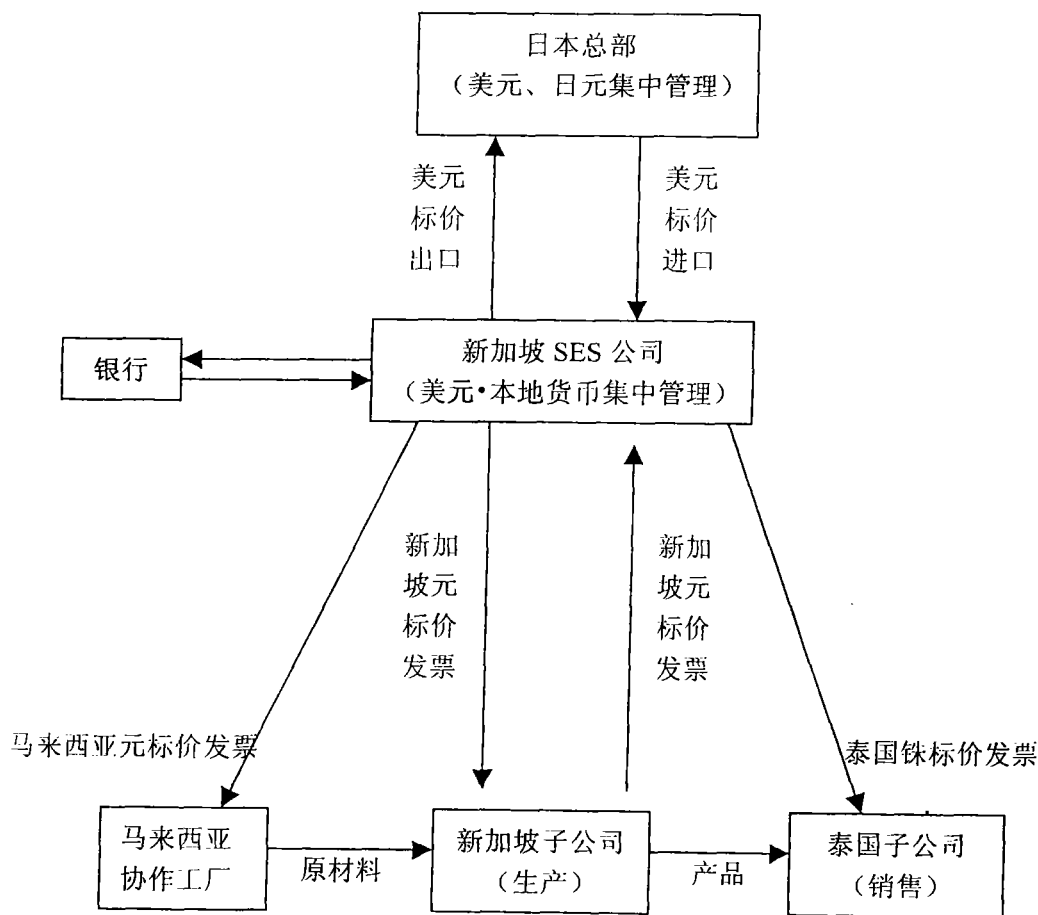 日本总部
（美元、日元集中管理）
美元
标价
出口
美元
标价
进口
银行
新加坡 SES 公司
（美元•本地货币集中管理）
新加
坡元
标价
发票
新加
坡元
标价
发票
马来西亚元标价发票
泰国铢标价发票
马来西亚
协作工厂
原材料
新加坡子公司
（生产）
产品
泰国子公司
（销售）